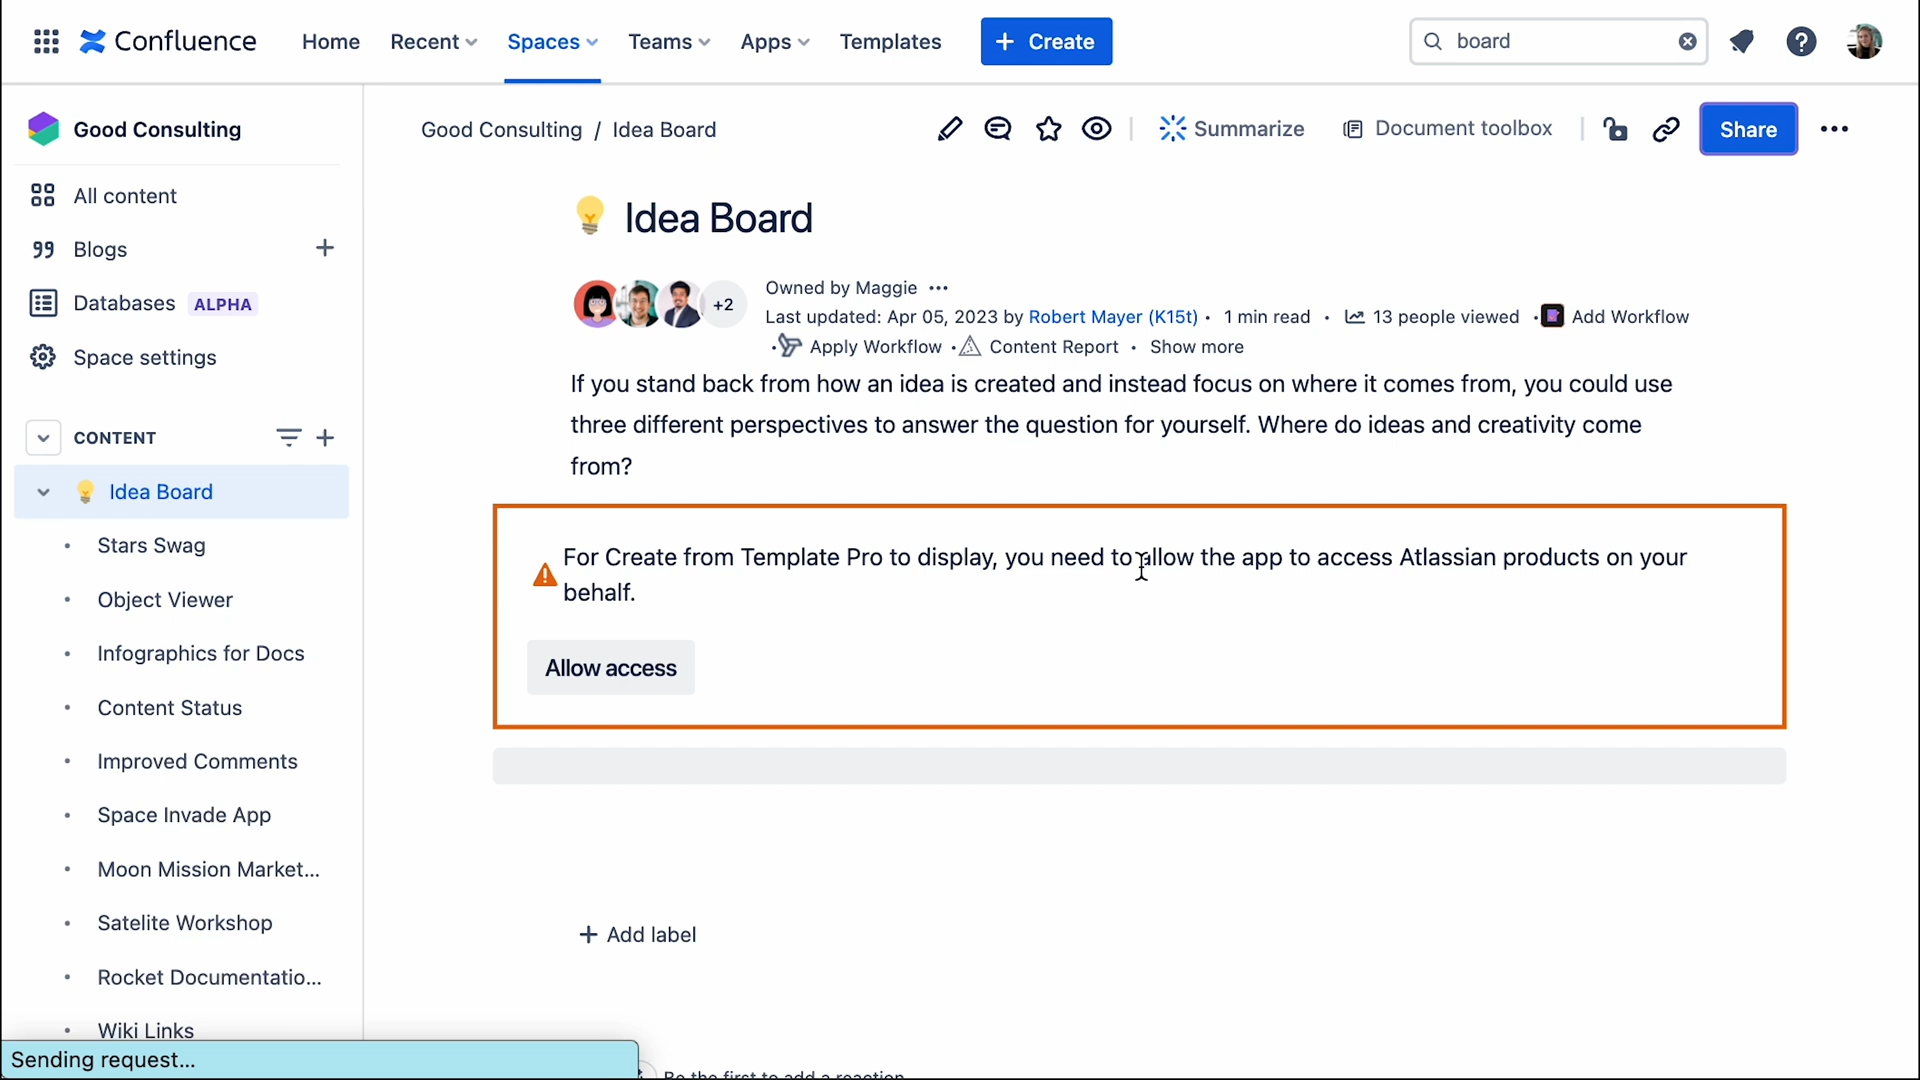 Confluence
Home
Recent
Spaces
Teams
Apps
Templates
+ Create
board
Good Consulting
All content
Blogs
Databases ALPHA
Space settings
CONTENT
Idea Board
Stars Swag
Object Viewer
Infographics for Docs
Content Status
Improved Comments
Space Invade App
Moon Mission Market...
Satelite Workshop
Rocket Documentatio...
Wiki Links
Sending request...
Good Consulting / Idea Board
Summarize
Document toolbox
Share
Idea Board
+2
Owned by Maggie •••
Last updated: Apr 05, 2023 by Robert Mayer (K15t) • 1 min read • 13 people viewed • Add Workflow
• Apply Workflow • Content Report • Show more
If you stand back from how an idea is created and instead focus on where it comes from, you could use
three different perspectives to answer the question for yourself. Where do ideas and creativity come
from?
For Create from Template Pro to display, you need to allow the app to access Atlassian products on your
behalf.
Allow access
+ Add label
Be the first to add a reaction